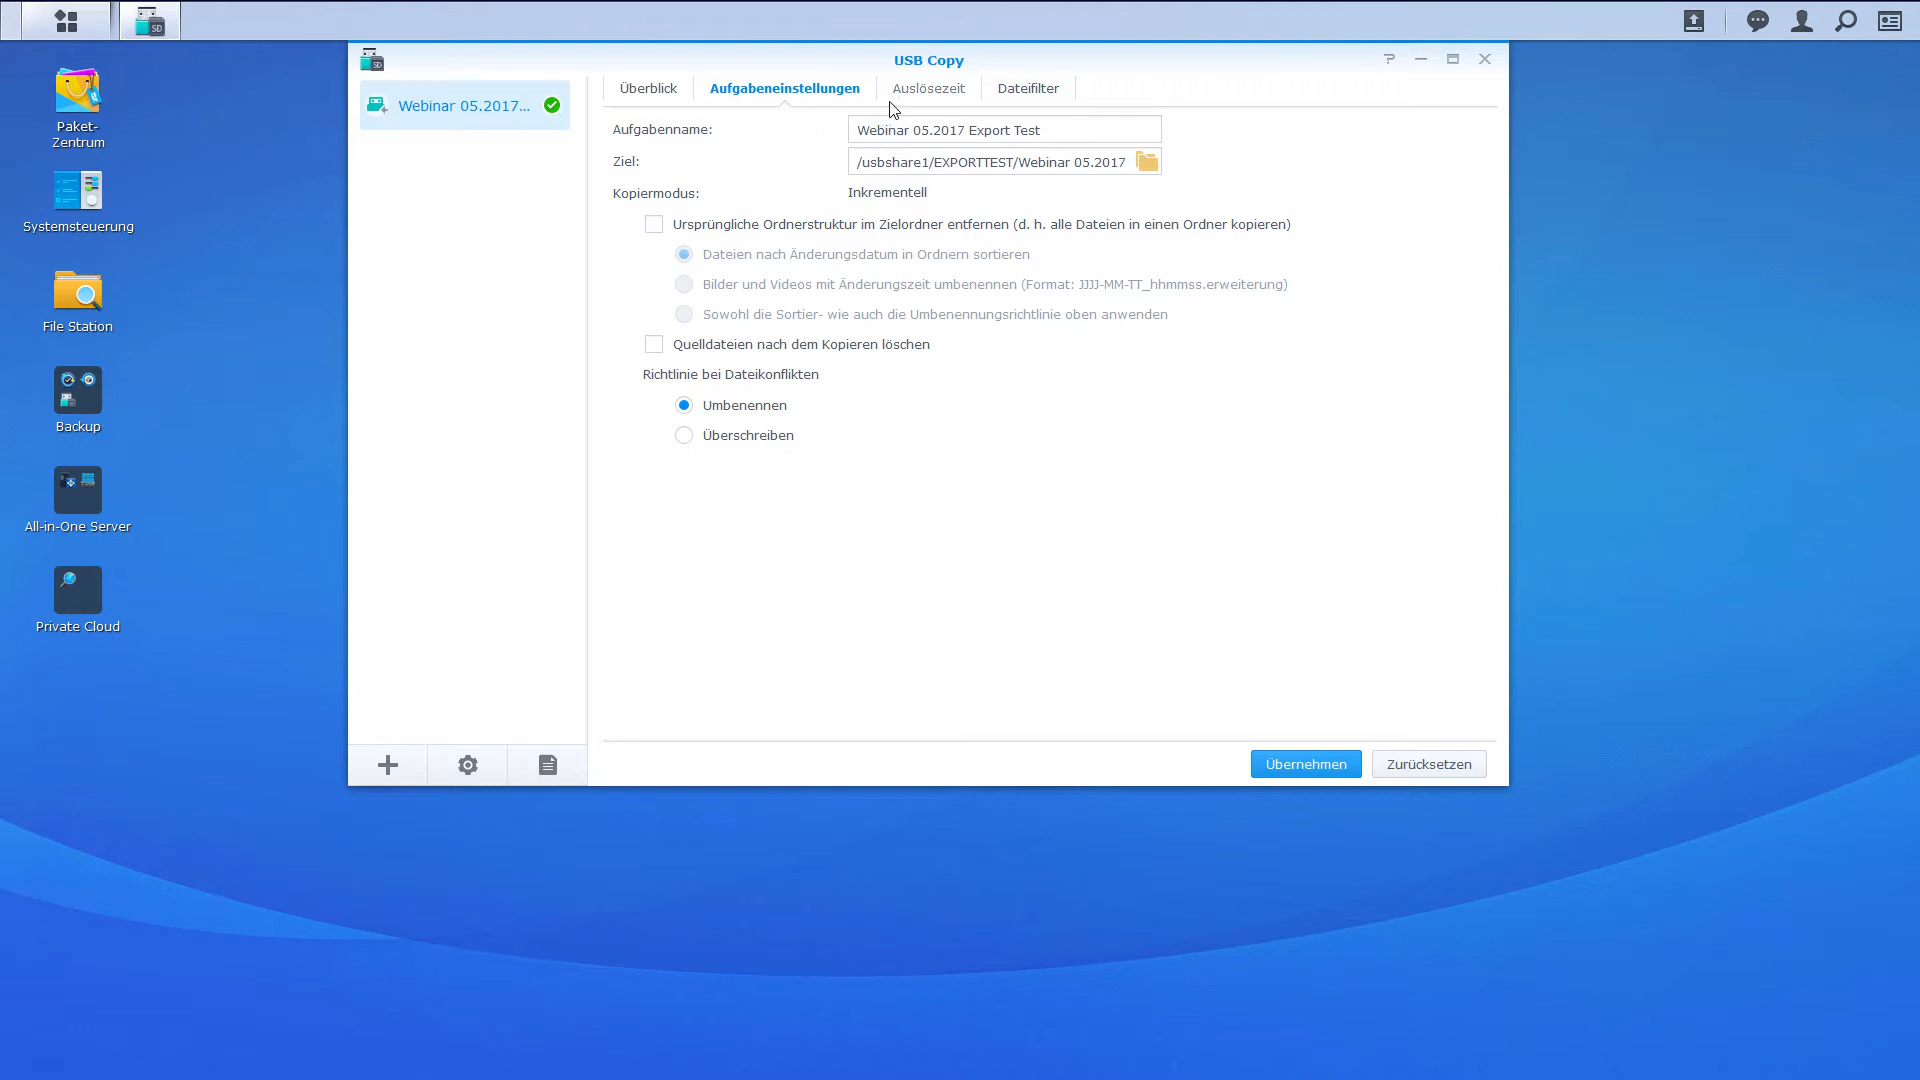 USB Copy
Webinar 05.2017...
Überblick
Aufgabeneinstellungen
Auslösezeit
Dateifilter
Aufgabenname:
Webinar 05.2017 Export Test
Ziel:
/usbshare1/EXPORTTEST/Webinar 05.2017
Kopiermodus:
Inkrementell
Ursprüngliche Ordnerstruktur im Zielordner entfernen (d. h. alle Dateien in einen Ordner kopieren)
Dateien nach Änderungsdatum in Ordnern sortieren
Bilder und Videos mit Änderungszeit umbenennen (Format: JJJJ-MM-TT_hhmmss.erweiterung)
Sowohl die Sortier- wie auch die Umbenennungsrichtlinie oben anwenden
Quelldateien nach dem Kopieren löschen
Richtlinie bei Dateikonflikten
Umbenennen
Überschreiben
Übernehmen
Zurücksetzen
Paket-
Zentrum
Systemsteuerung
File Station
Backup
All-in-One Server
Private Cloud
SD
SD